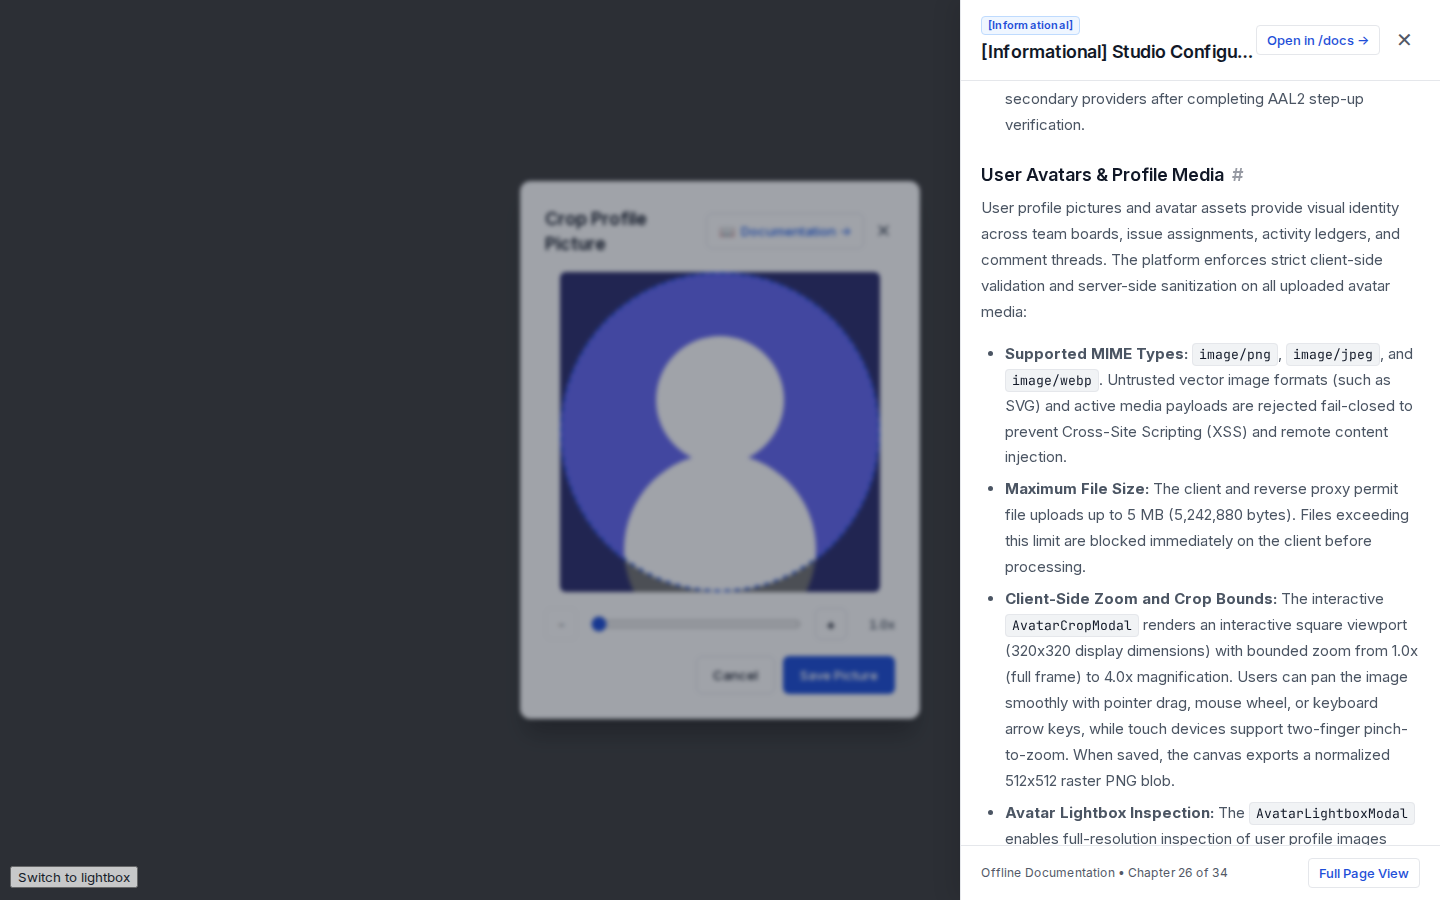 [Informational]
[Informational] Studio Configu...
Open in /docs →
✕
secondary providers after completing AAL2 step-up
verification.
User Avatars & Profile Media #
User profile pictures and avatar assets provide visual identity
across team boards, issue assignments, activity ledgers, and
comment threads. The platform enforces strict client-side
validation and server-side sanitization on all uploaded avatar
media:
• Supported MIME Types: image/png, image/jpeg, and
image/webp. Untrusted vector image formats (such as
SVG) and active media payloads are rejected fail-closed to
prevent Cross-Site Scripting (XSS) and remote content
injection.
• Maximum File Size: The client and reverse proxy permit
file uploads up to 5 MB (5,242,880 bytes). Files exceeding
this limit are blocked immediately on the client before
processing.
• Client-Side Zoom and Crop Bounds: The interactive
AvatarCropModal renders an interactive square viewport
(320x320 display dimensions) with bounded zoom from 1.0x
(full frame) to 4.0x magnification. Users can pan the image
smoothly with pointer drag, mouse wheel, or keyboard
arrow keys, while touch devices support two-finger pinch-
to-zoom. When saved, the canvas exports a normalized
512x512 raster PNG blob.
• Avatar Lightbox Inspection: The AvatarLightboxModal
enables full-resolution inspection of user profile images
Offline Documentation • Chapter 26 of 34
Full Page View
Crop Profile
Picture
Documentation →
✕
-
+
1.0x
Cancel
Save Picture
Switch to lightbox